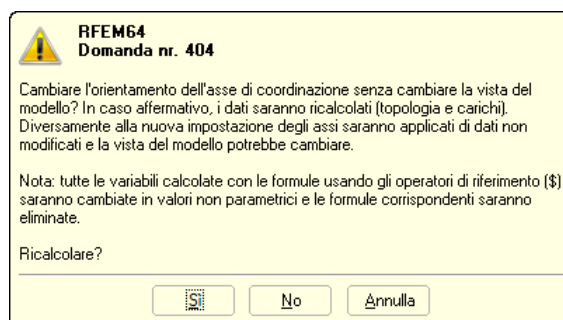 RFEM64
Domanda nr. 404
Cambiare l'orientamento dell'asse di coordinazione senza cambiare la vista del
modello? In caso affermativo, i dati saranno ricalcolati (topologia e carichi).
Diversamente alla nuova impostazione degli assi saranno applicati di dati non
modificati e la vista del modello potrebbe cambiare.
Nota: tutte le variabili calcolate con le formule usando gli operatori di riferimento ($)
saranno cambiate in valori non parametrici e le formule corrispondenti saranno
eliminate.
Ricalcolare?
Sì No Annulla